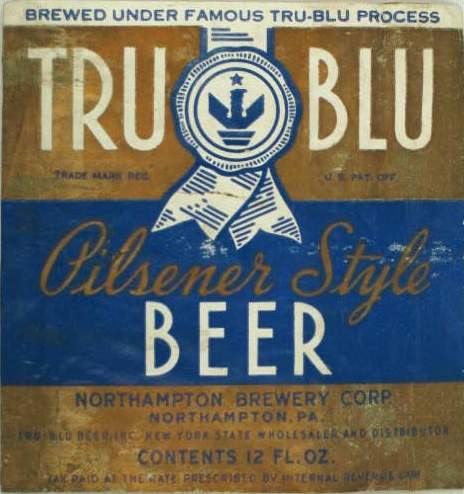 BREWED UNDER FAMOUS TRU-BLU PROCESS
TRU BLU
TRADE MARK REG. U.S. PAT. OFF.
Pilsener Style
BEER
NORTHAMPTON BREWERY CORP.
NORTHAMPTON, PA.
TRU-BLU BEER, INC. NEW YORK STATE WHOLESALER AND DISTRIBUTOR
CONTENTS 12 FL. OZ.
TAX PAID AT THE RATE PRESCRIBED BY INTERNAL REVENUE LAW